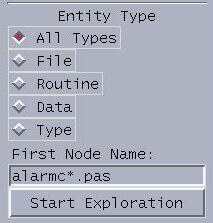 Entity Type
All Types
File
Routine
Data
Type
First Node Name:
alarmc*.pas
Start Exploration